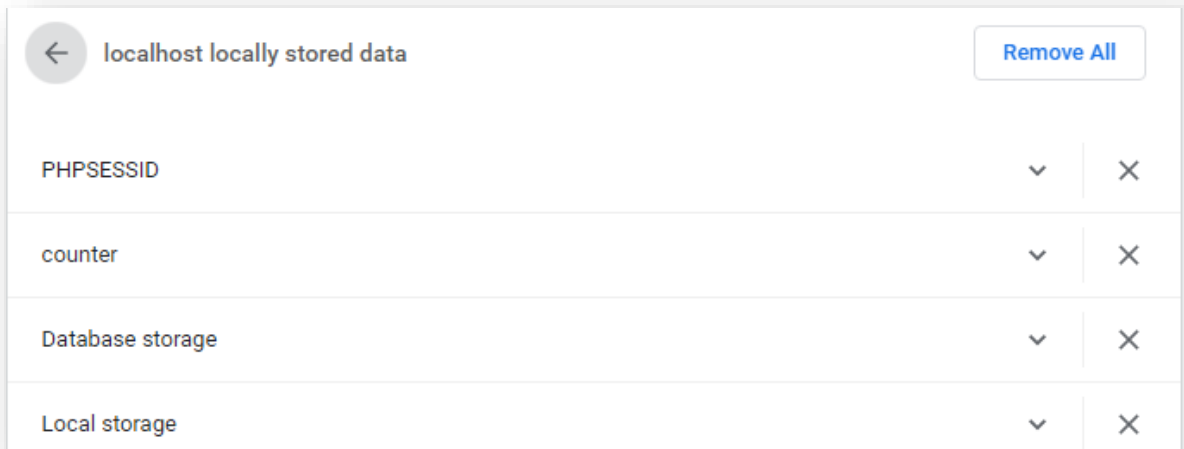 localhost locally stored data
Remove All
PHPSESSID
counter
Database storage
Local storage